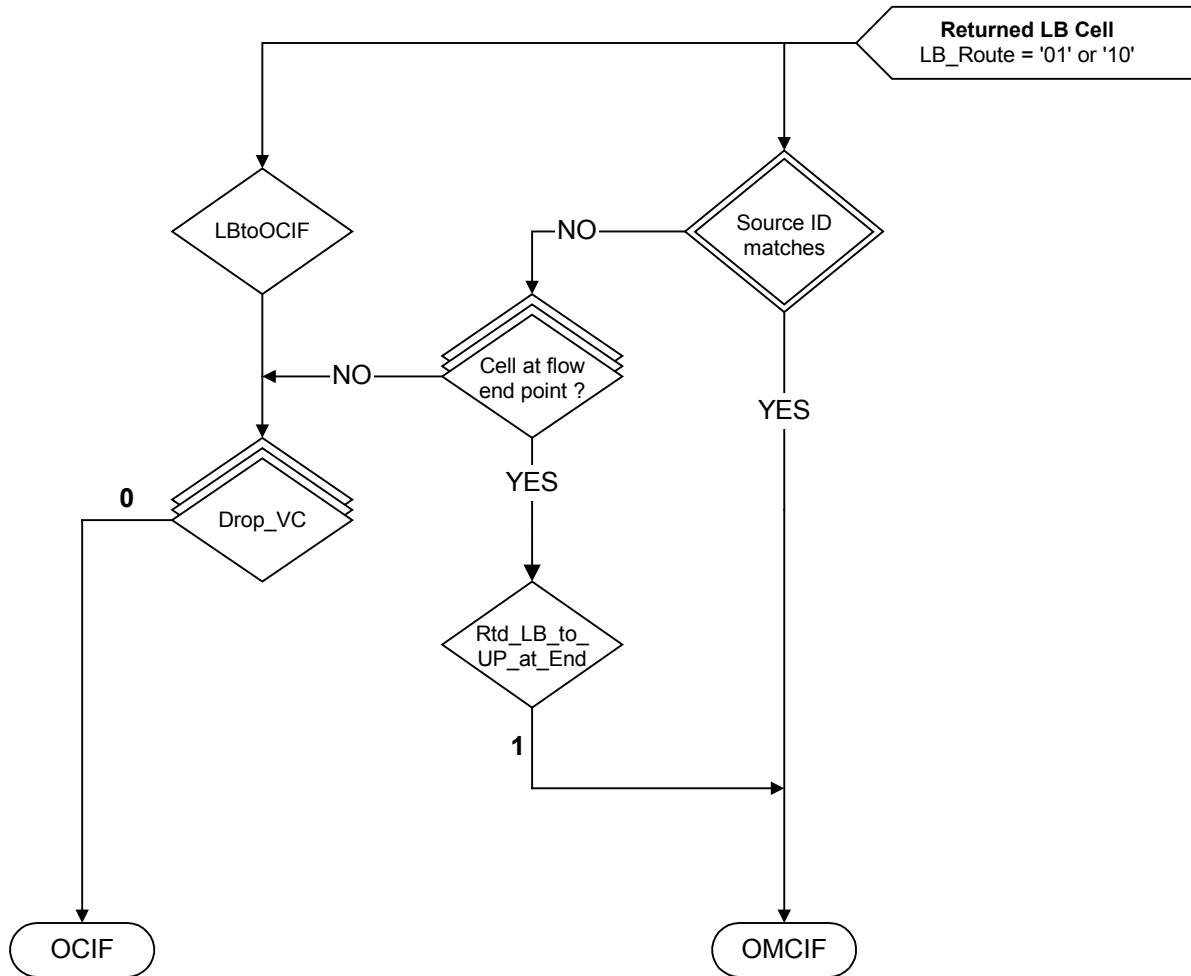 Returned LB Cell
LB_Route = '01' or '10'
LBtoOCIF
NO
Source ID
matches
NO
Cell at flow
end point ?
YES
YES
0
Drop_VC
Rtd_LB_to_
UP_at_End
1
OCIF
OMCIF